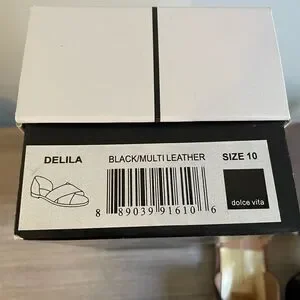 DELILA BLACK/MULTI LEATHER SIZE 10
8 89039 91610 6
dolce vita